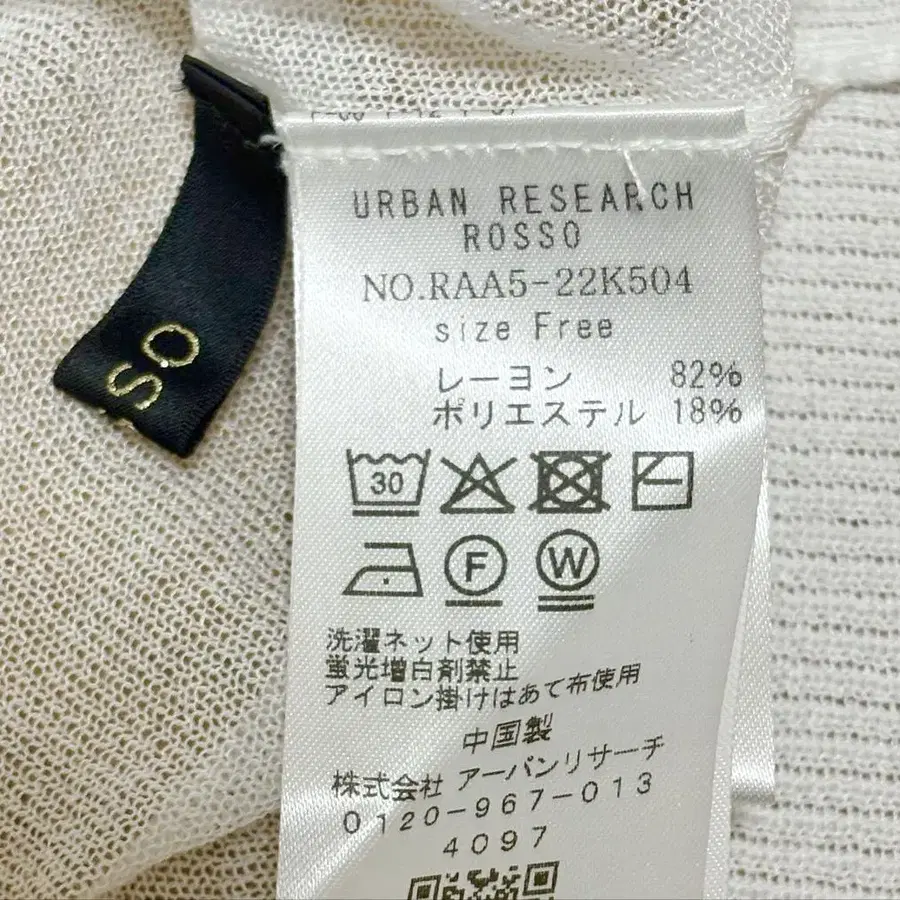 SO
URBAN RESEARCH
ROSSO
NO.RAA5-22K504
size Free
レーヨン 82%
ポリエステル 18%
30
F W
洗濯ネット使用
蛍光増白剤禁止
アイロン掛けはあて布使用
中国製
株式会社 アーバンリサーチ
0120-967-013
4097